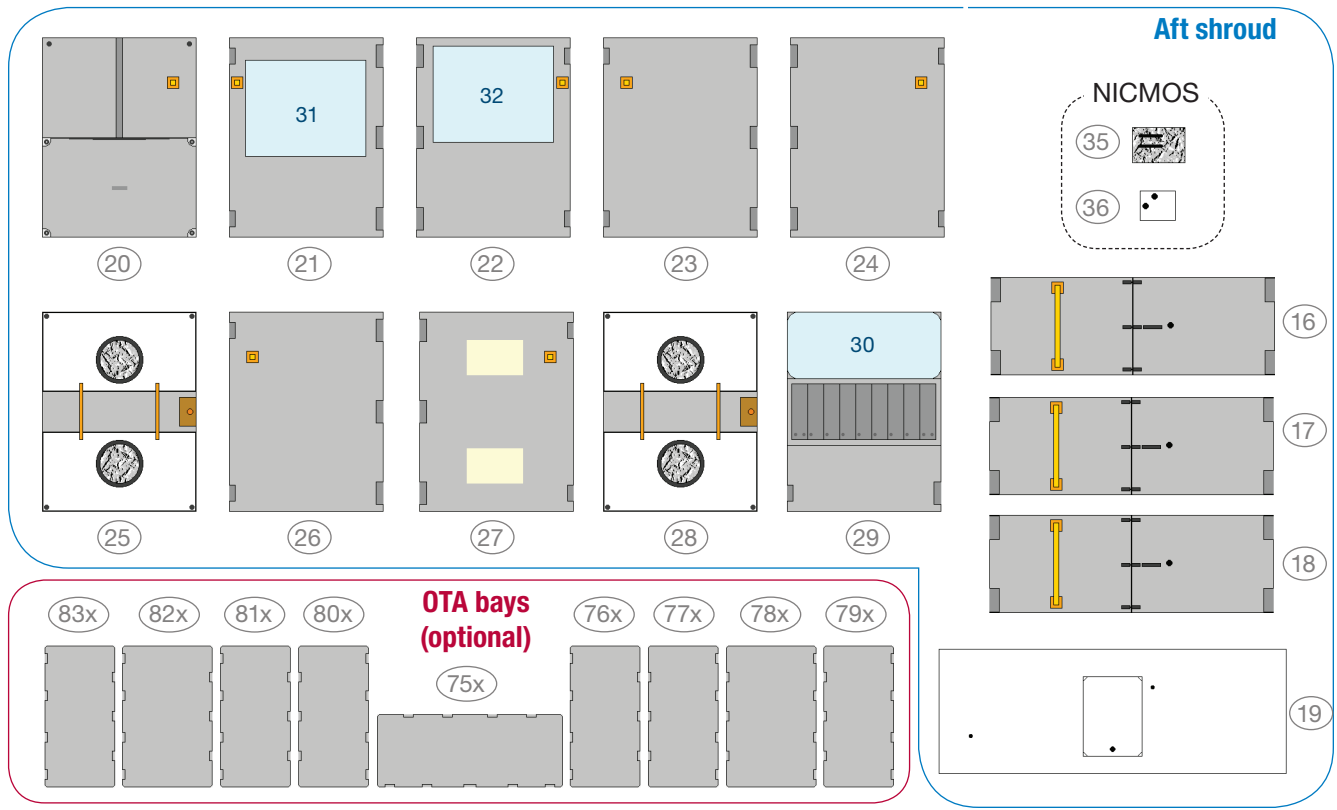 Aft shroud
31
32
NICMOS
35
36
20
21
22
23
24
16
30
17
25
26
27
28
29
18
83x
82x
81x
80x
OTA bays
(optional)
76x
77x
78x
79x
75x
19